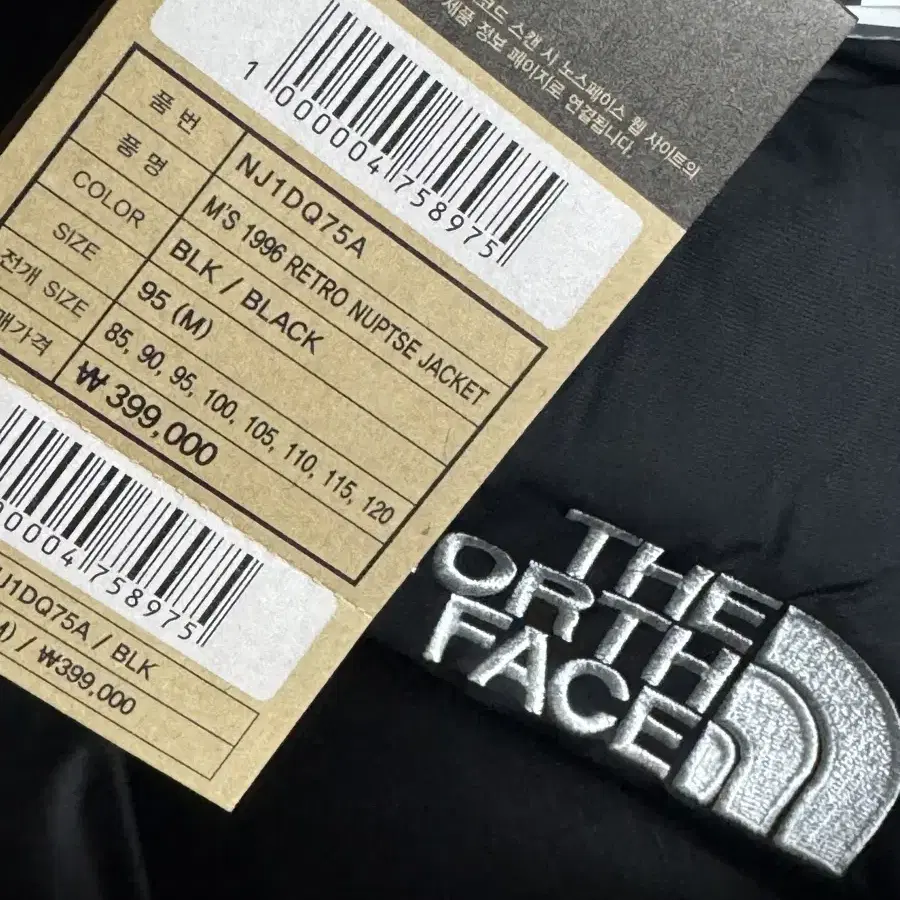 코드 스캔 시 노스페이스 웹 사이트의
제품 정보 페이지로 연결됩니다.
1 000004 758975
품 번 NJ1DQ75A
품 명 M'S 1996 RETRO NUPTSE JACKET
COLOR BLK / BLACK
SIZE 95 (M)
전개 SIZE 85, 90, 95, 100, 105, 110, 115, 120
매가격 ₩399,000
0004 758975
J1DQ75A / BLK
) / ₩399,000
THE
ORTH
FACE